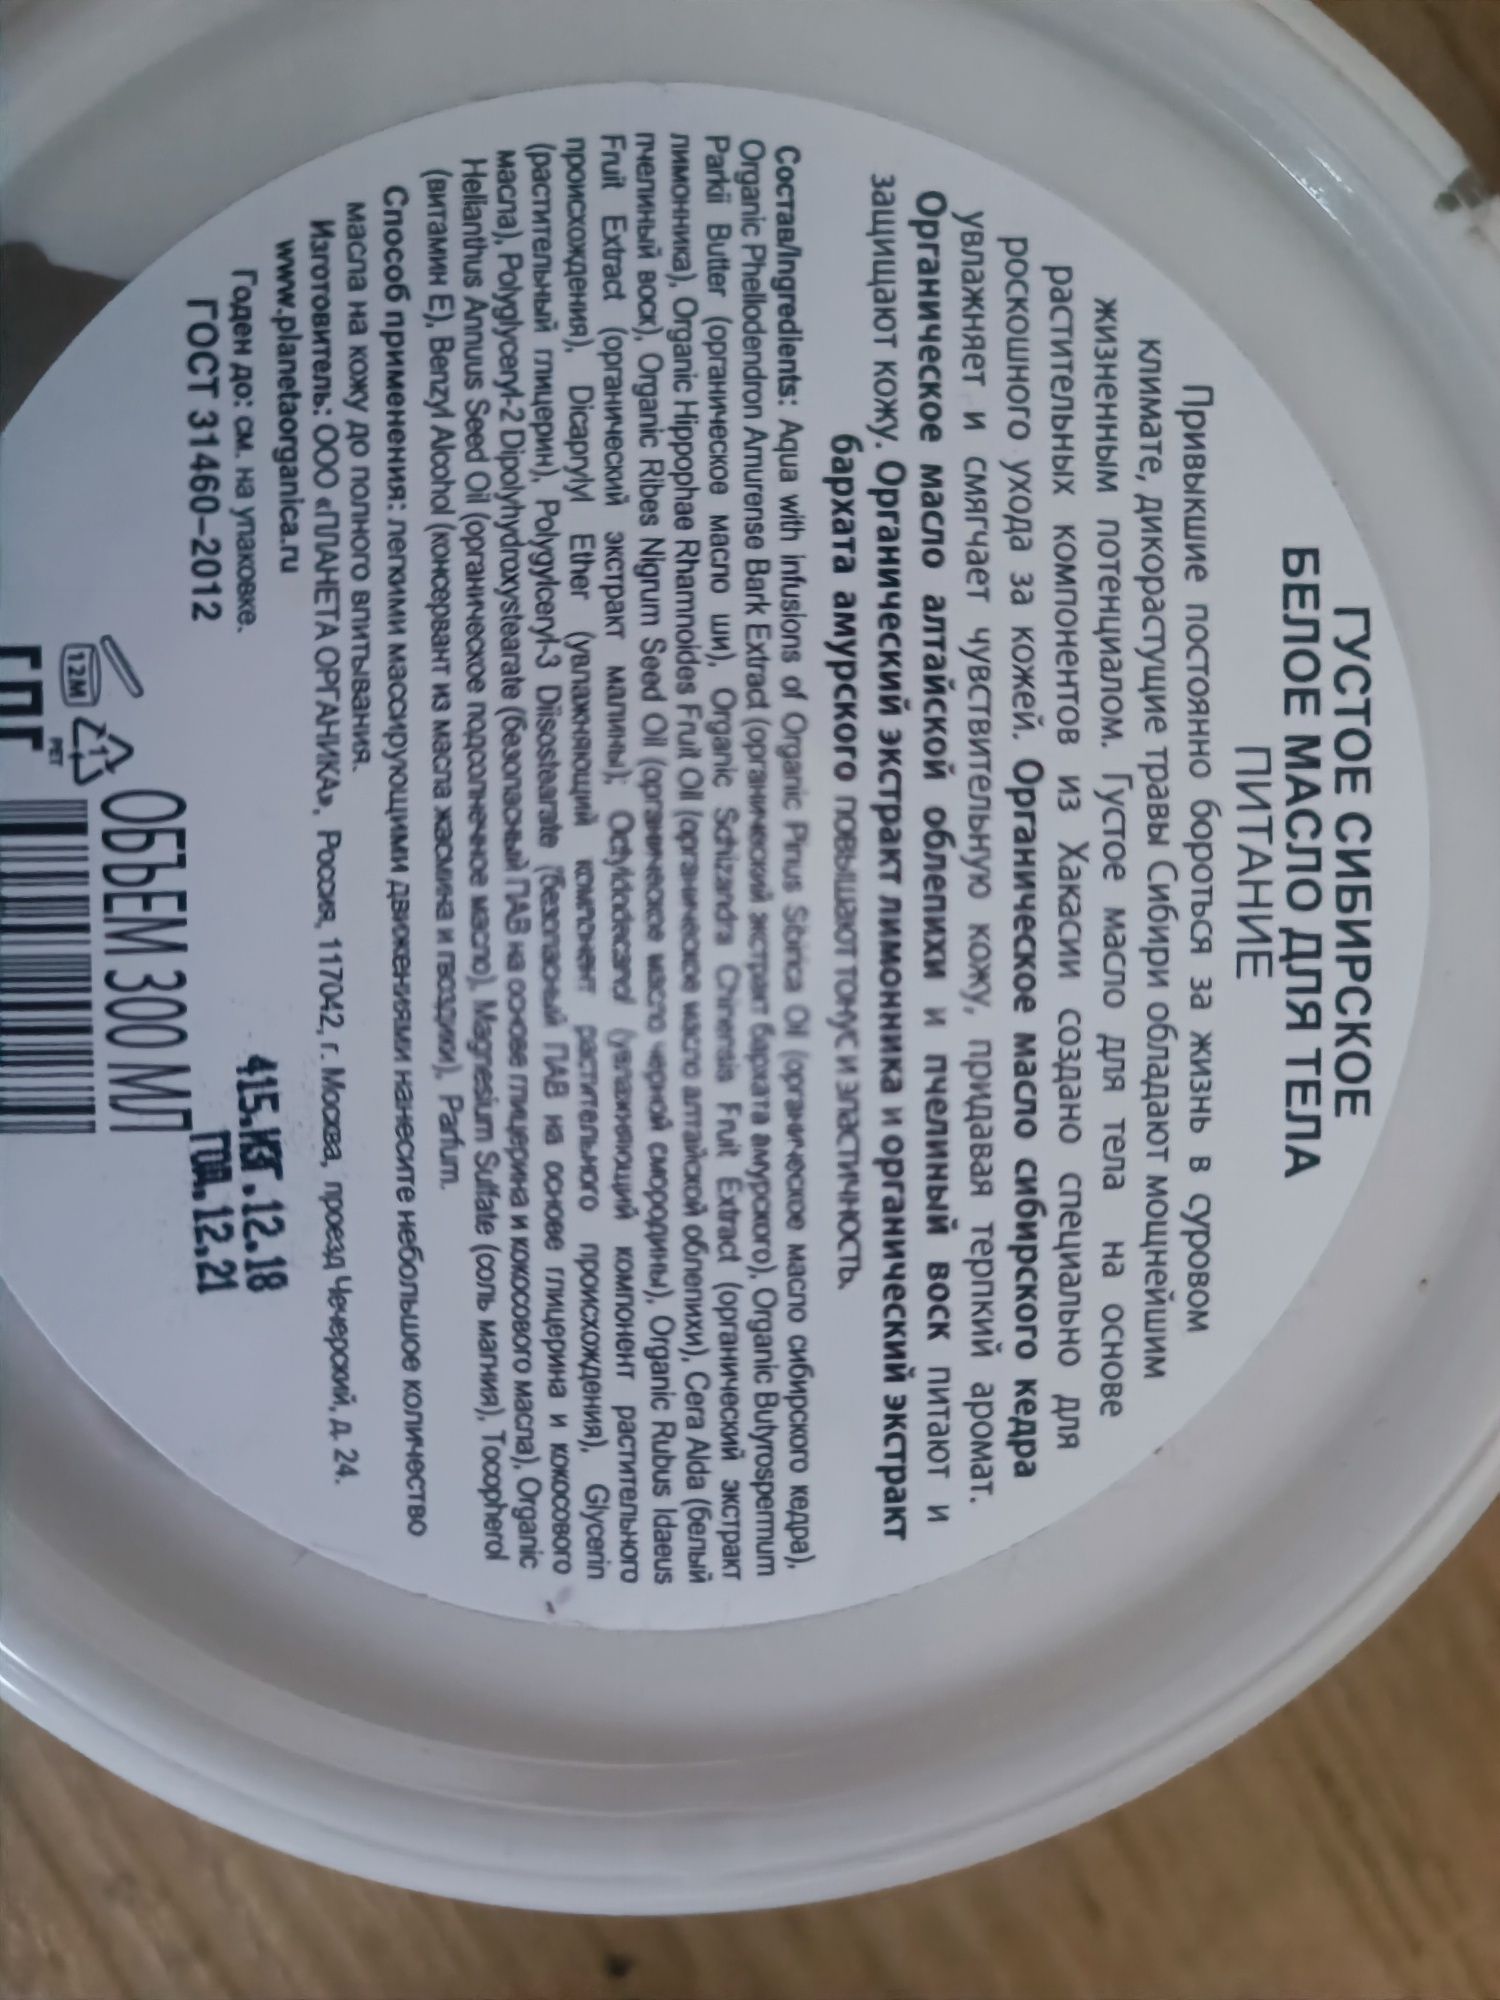 ГУСТОЕ СИБИРСКОЕ
БЕЛОЕ МАСЛО ДЛЯ ТЕЛА
ПИТАНИЕ
Привыкшие постоянно бороться за жизнь в суровом
климате, дикорастущие травы Сибири обладают мощнейшим
жизненным потенциалом. Густое масло для тела на основе
растительных компонентов из Хакасии создано специально для
роскошного ухода за кожей. Органическое масло сибирского кедра
увлажняет и смягчает чувствительную кожу, придавая терпкий аромат.
Органическое масло алтайской облепихи и пчелиный воск питают и
защищают кожу. Органический экстракт лимонника и органический экстракт
бархата амурского повышают тонус и эластичность.
Состав/Ingredients: Aqua with infusions of Organic Pinus Sibirica Oil (органическое масло сибирского кедра),
Organic Phellodendron Amurense Bark Extract (органический экстракт бархата амурского), Organic Butyrospermum
Parkii Butter (органическое масло ши), Organic Schizandra Chinensis Fruit Extract (органический экстракт
лимонника), Organic Hippophae Rhamnoides Fruit Oil (органическое масло алтайской облепихи), Cera Alda (белый
пчелиный воск), Organic Ribes Nigrum Seed Oil (органическое масло черной смородины), Organic Rubus Idaeus
Fruit Extract (органический экстракт малины); Octyldodecanol (увлажняющий компонент растительного
происхождения), Dicaprylyl Ether (увлажняющий компонент растительного происхождения), Glycerin
(растительный глицерин), Polygylceryl-3 Diisostearate (безопасный ПАВ на основе глицерина и кокосового
масла), Polyglyceryl-2 Dipolyhydroxystearate (безопасный ПАВ на основе глицерина и кокосового масла), Organic
Helianthus Annuus Seed Oil (органическое подсолнечное масло), Magnesium Sulfate (соль магния), Tocopherol
(витамин Е), Benzyl Alcohol (консервант из масла жасмина и гвоздики), Parfum.
Способ применения: легкими массирующими движениями нанесите небольшое количество
масла на кожу до полного впитывания.
Изготовитель: ООО «ПЛАНЕТА ОРГАНИКА», Россия, 117042, г. Москва, проезд Чечерский, д. 24.
www.planetaorganica.ru
Годен до: см. на упаковке.
ГОСТ 31460–2012
415.КГ.12.18
ГОД.12.21
ОБЪЕМ 300 МЛ
12M
1
PET